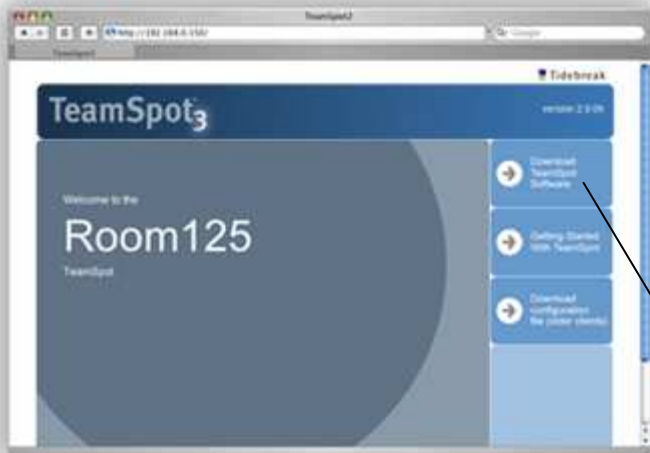 TeamSpot2
Google
Tidebreak
TeamSpot3
Welcome to the
Room125
TeamSpot
Download
TeamSpot
Software
Getting Started
With TeamSpot
Download
configuration
file (older clients)